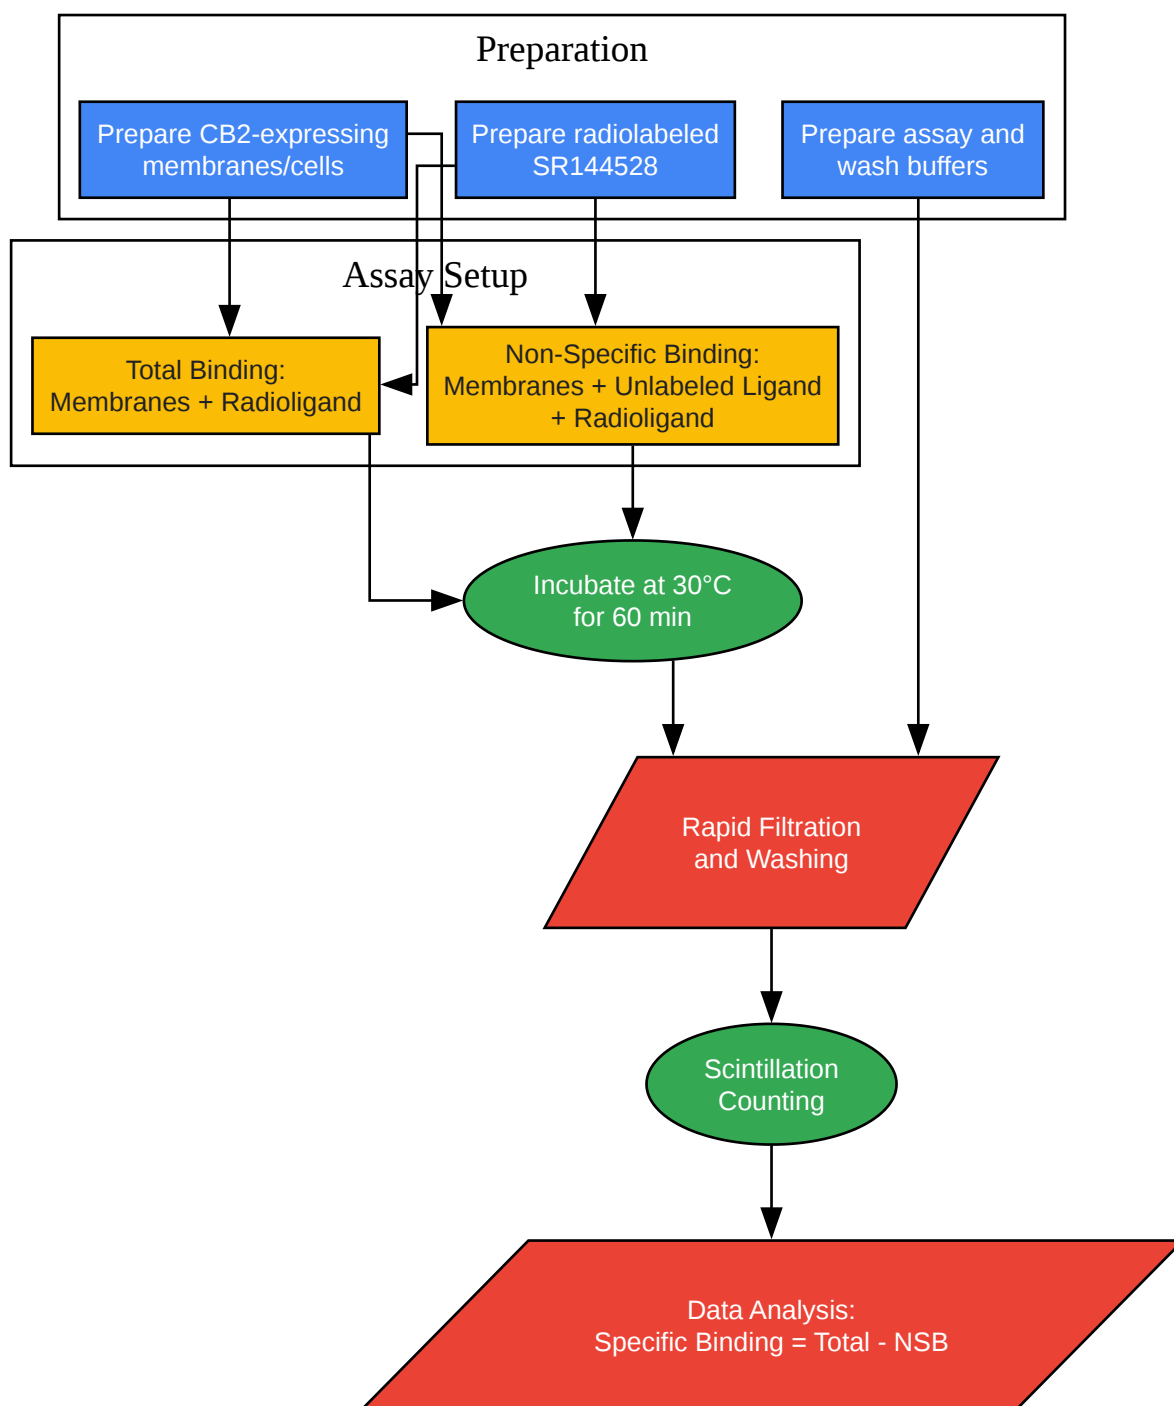 Preparation
Prepare CB2-expressing
membranes/cells
Prepare radiolabeled
SR144528
Prepare assay and
wash buffers
Assay Setup
Total Binding:
Membranes + Radioligand
Non-Specific Binding:
Membranes + Unlabeled Ligand
+ Radioligand
Incubate at 30°C
for 60 min
Rapid Filtration
and Washing
Scintillation
Counting
Data Analysis:
Specific Binding = Total - NSB